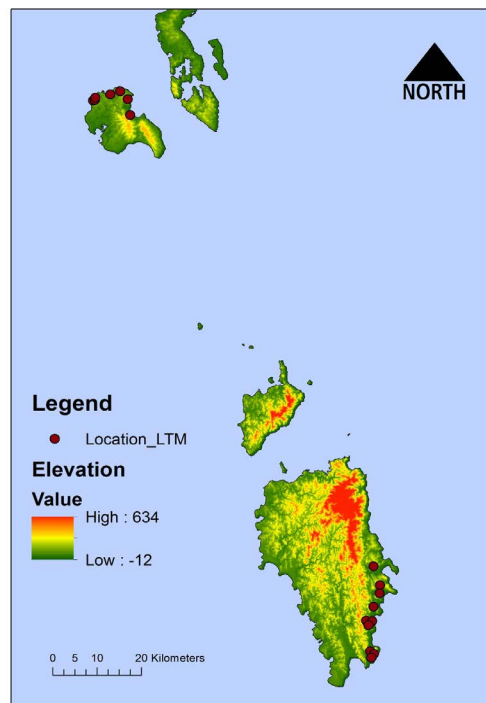 NORTH
Legend
Location_LTM
Elevation
Value
High : 634
Low : -12
0 5 10 20 Kilometers